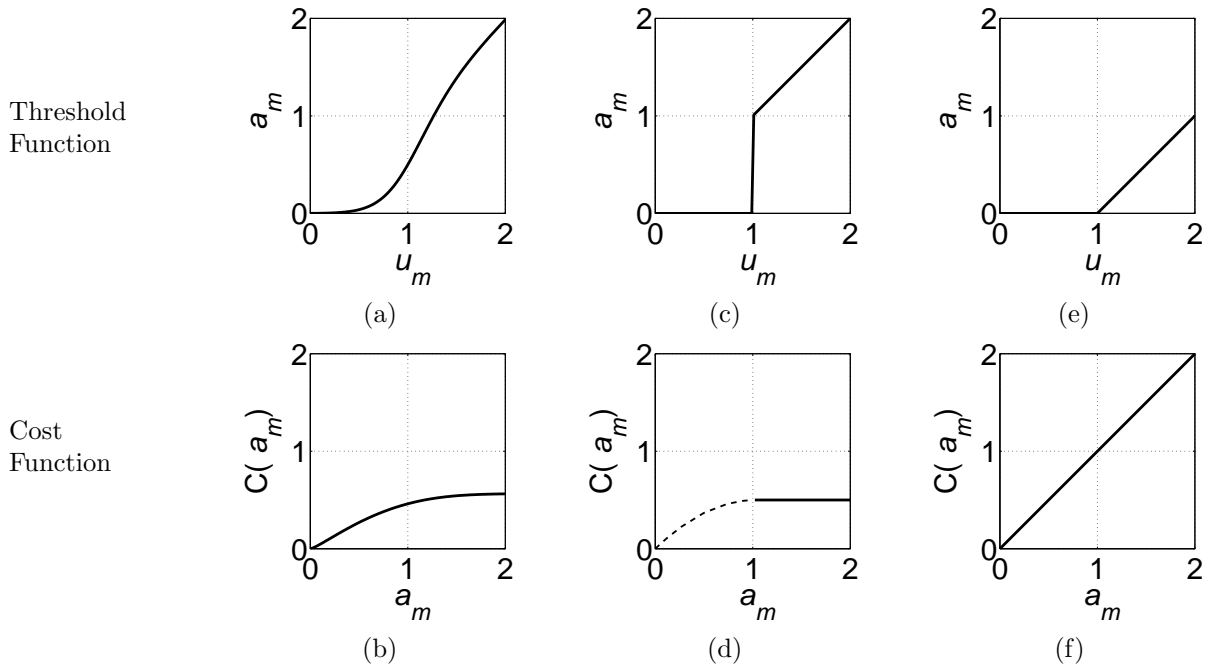 Threshold
Function
a_m
2
1
0
0 1 2
u_m
(a)
a_m
2
1
0
0 1 2
u_m
(c)
a_m
2
1
0
0 1 2
u_m
(e)
Cost
Function
C( a_m)
2
1
0
0 1 2
a_m
(b)
C( a_m)
2
1
0
0 1 2
a_m
(d)
C( a_m)
2
1
0
0 1 2
a_m
(f)